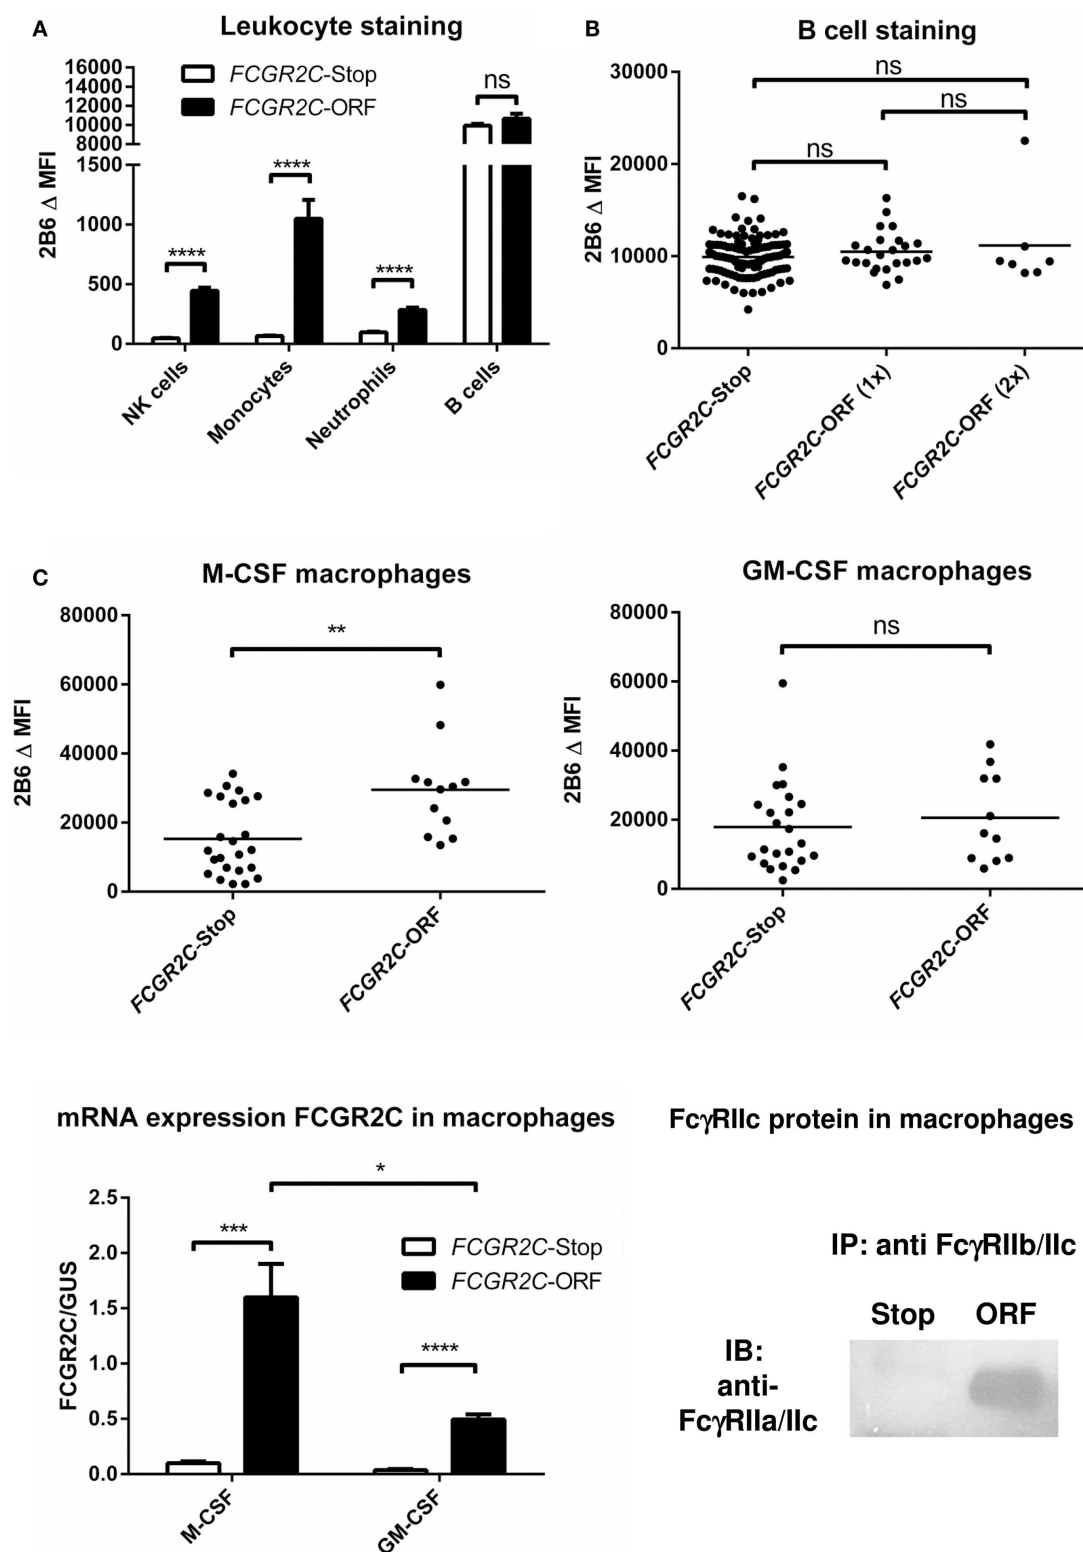 A
Leukocyte staining
2B6 Δ MFI
16000
14000
12000
10000
8000
1500
1000
500
0
FCGR2C-Stop
FCGR2C-ORF
****
****
****
ns
NK cells
Monocytes
Neutrophils
B cells
B
B cell staining
2B6 Δ MFI
30000
20000
10000
0
ns
ns
ns
FCGR2C-Stop
FCGR2C-ORF (1x)
FCGR2C-ORF (2x)
C
M-CSF macrophages
2B6 Δ MFI
80000
60000
40000
20000
0
**
FCGR2C-Stop
FCGR2C-ORF
GM-CSF macrophages
2B6 Δ MFI
80000
60000
40000
20000
0
ns
FCGR2C-Stop
FCGR2C-ORF
mRNA expression FCGR2C in macrophages
FCGR2C/GUS
2.5
2.0
1.5
1.0
0.5
0.0
***
*
****
FCGR2C-Stop
FCGR2C-ORF
M-CSF
GM-CSF
FcγRIIc protein in macrophages
IP: anti FcγRIIb/IIc
Stop ORF
IB:
anti-
FcγRIIa/IIc